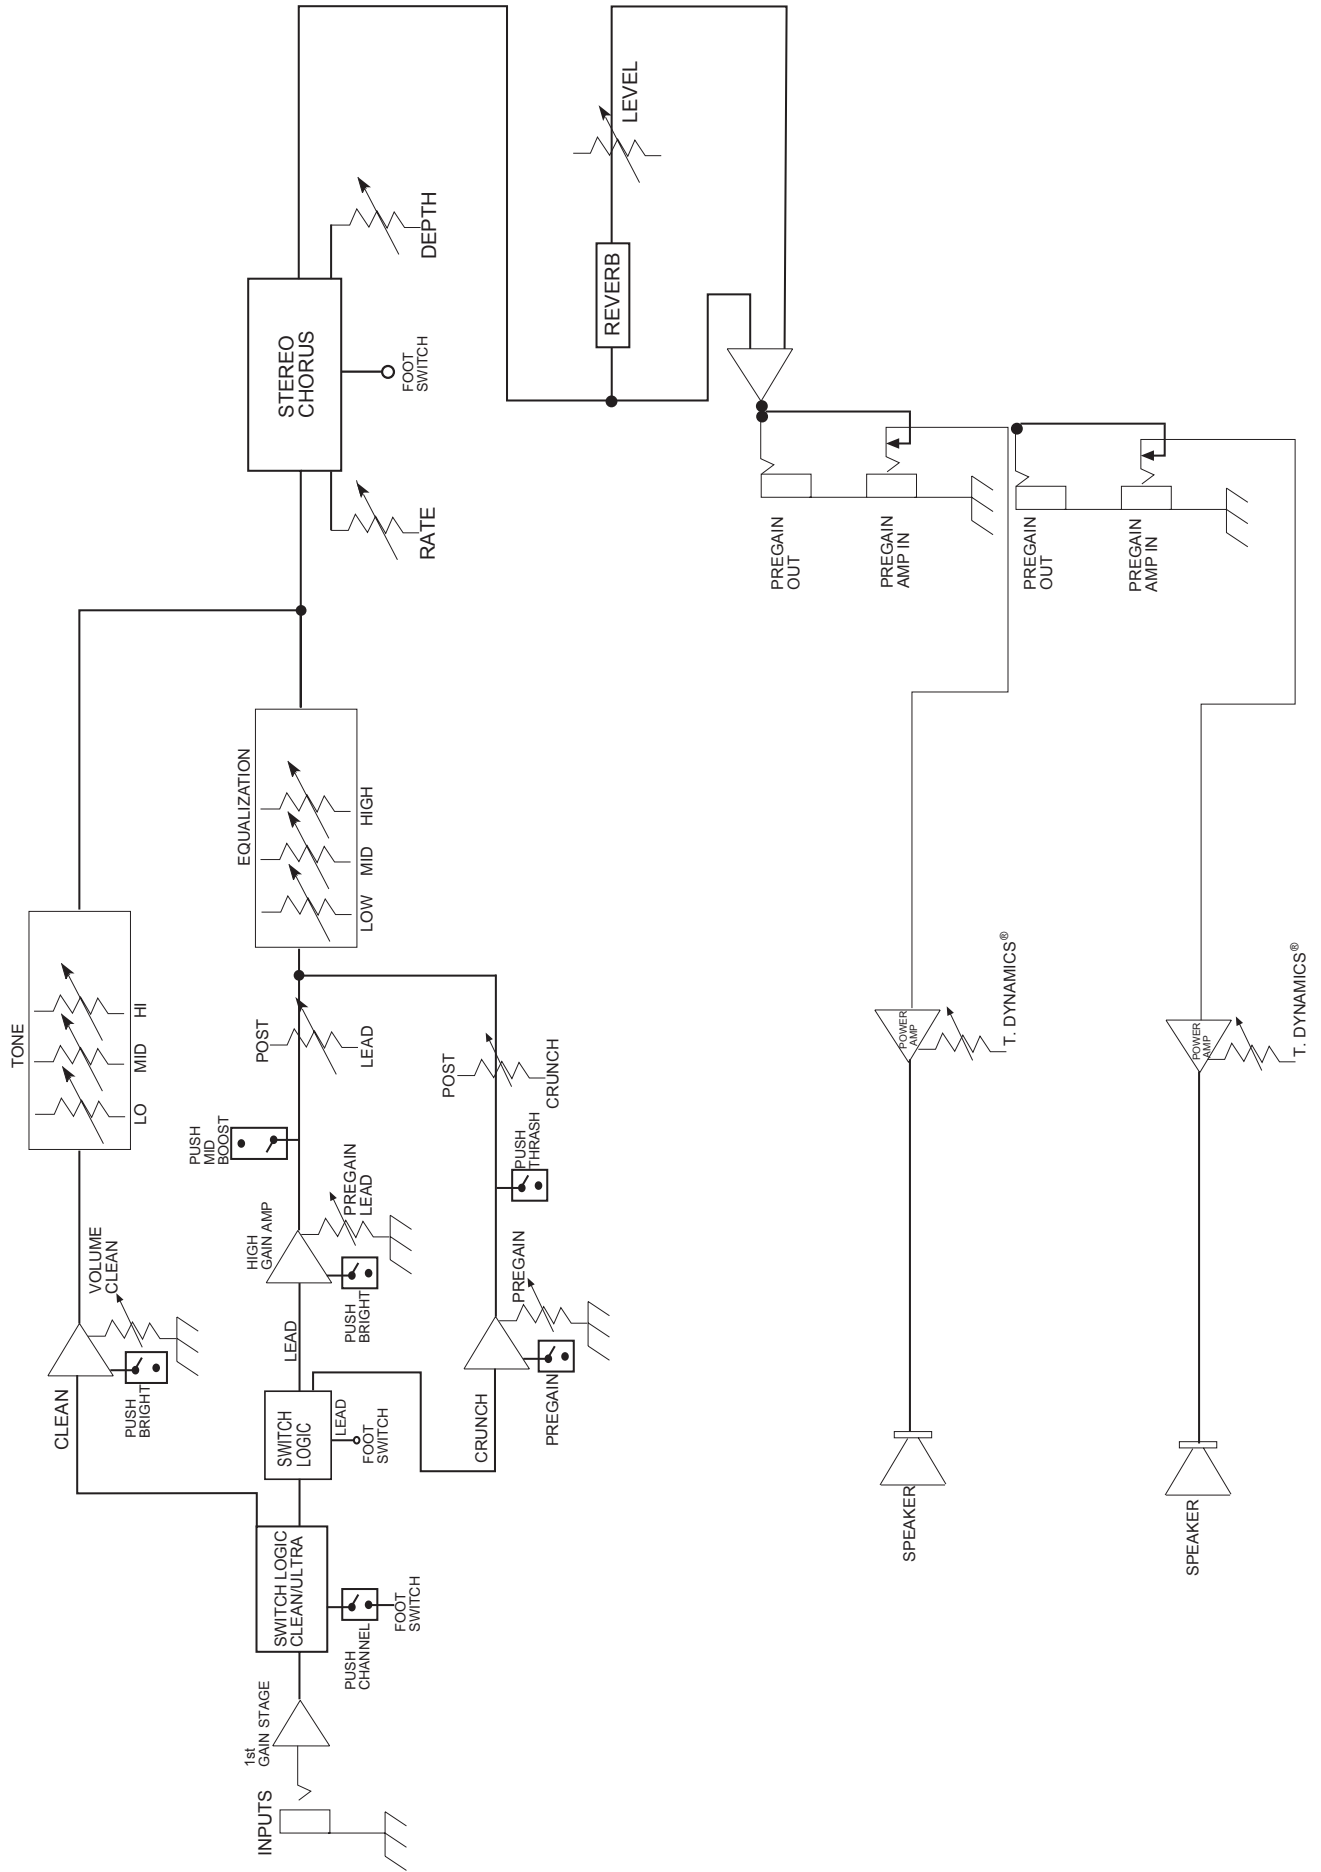 INPUTS
1st
GAIN STAGE
SWITCH LOGIC
CLEAN/ULTRA
PUSH
CHANNEL
FOOT
SWITCH
CLEAN
PUSH
BRIGHT
VOLUME
CLEAN
TONE
LO
MID
HI
SWITCH
LOGIC
LEAD
FOOT
SWITCH
LEAD
PUSH
BRIGHT
HIGH
GAIN AMP
PREGAIN
LEAD
PUSH
MID
BOOST
POST
LEAD
CRUNCH
PREGAIN
PREGAIN
PUSH
THRASH
POST
CRUNCH
EQUALIZATION
LOW
MID
HIGH
STEREO
CHORUS
RATE
FOOT
SWITCH
DEPTH
REVERB
LEVEL
PREGAIN
OUT
PREGAIN
AMP IN
PREGAIN
OUT
PREGAIN
AMP IN
POWER
AMP
T. DYNAMICS®
SPEAKER
POWER
AMP
T. DYNAMICS®
SPEAKER